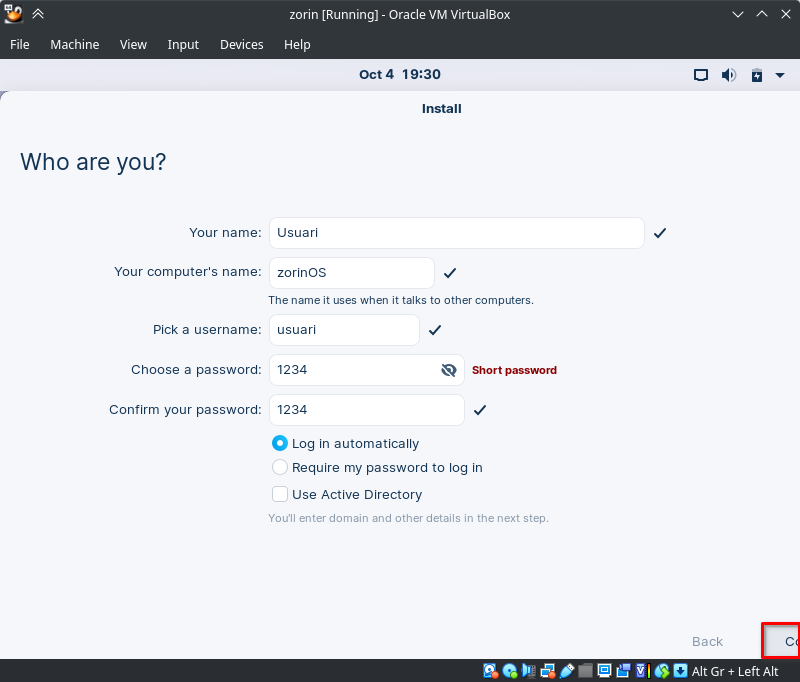 zorin [Running] - Oracle VM VirtualBox
File Machine View Input Devices Help
Oct 4 19:30
Install
Who are you?
Your name: Usuari
Your computer's name: zorinOS
The name it uses when it talks to other computers.
Pick a username: usuari
Choose a password: 1234 Short password
Confirm your password: 1234
Log in automatically
Require my password to log in
Use Active Directory
You'll enter domain and other details in the next step.
Back
Alt Gr + Left Alt